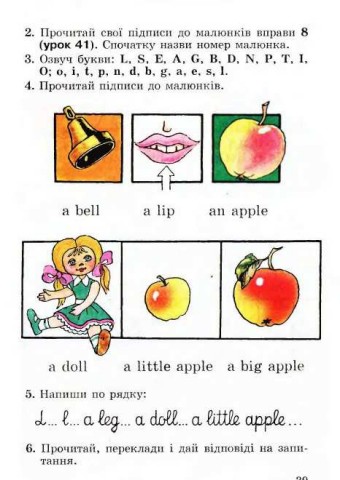 2. Прочитай свої підписи до малюнків вправи 8
(урок 41). Спочатку назви номер малюнка.
3. Озвуч букви: L, S, E, A, G, B, D, N, P, T, I,
O; o, i, t, p, n, d, b, g, a, e, s, l.
4. Прочитай підписи до малюнків.
a bell a lip an apple
a doll a little apple a big apple
5. Напиши по рядку:
L... l... a leg... a doll... a little apple...
6. Прочитай, переклади і дай відповіді на запи-
тання.